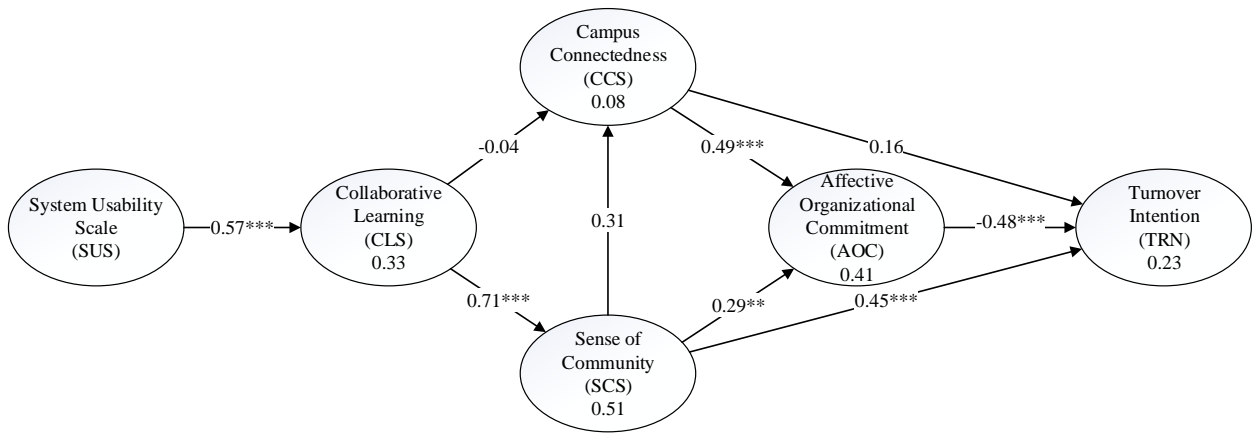 Campus
Connectedness
(CCS)
0.08
-0.04
0.49***
0.16
System Usability
Scale
(SUS)
0.57***
Collaborative
Learning
(CLS)
0.33
0.31
Affective
Organizational
Commitment
(AOC)
0.41
-0.48***
Turnover
Intention
(TRN)
0.23
0.71***
0.29**
0.45***
Sense of
Community
(SCS)
0.51